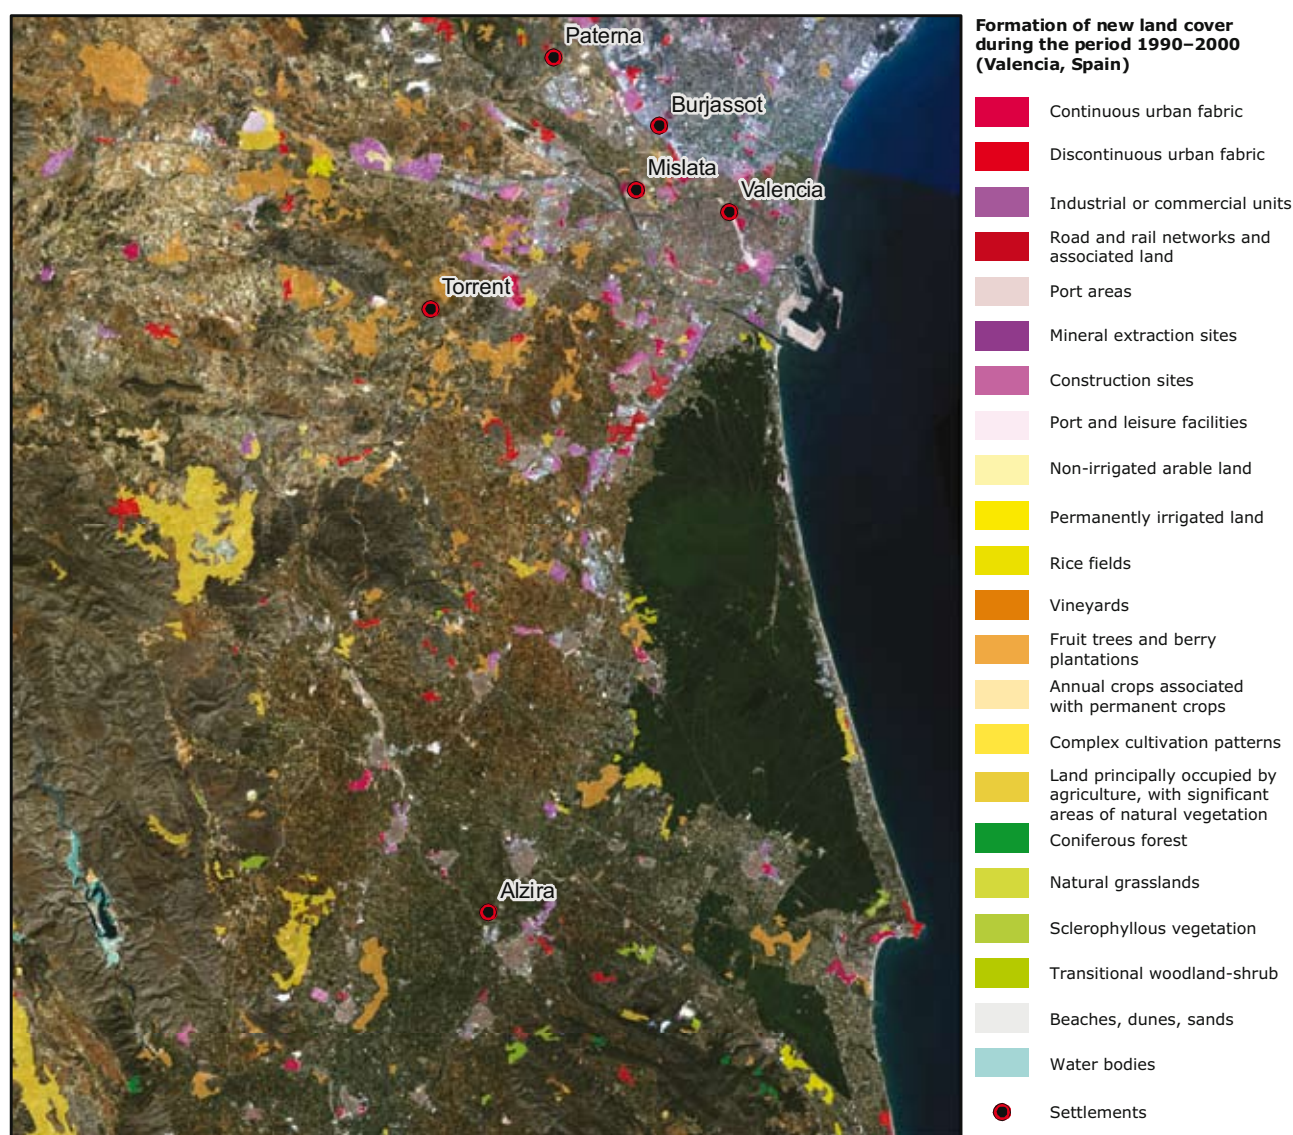 Paterna
Burjassot
Mislata
Valencia
Torrent
Alzira
Formation of new land cover
during the period 1990–2000
(Valencia, Spain)
Continuous urban fabric
Discontinuous urban fabric
Industrial or commercial units
Road and rail networks and
associated land
Port areas
Mineral extraction sites
Construction sites
Port and leisure facilities
Non-irrigated arable land
Permanently irrigated land
Rice fields
Vineyards
Fruit trees and berry
plantations
Annual crops associated
with permanent crops
Complex cultivation patterns
Land principally occupied by
agriculture, with significant
areas of natural vegetation
Coniferous forest
Natural grasslands
Sclerophyllous vegetation
Transitional woodland-shrub
Beaches, dunes, sands
Water bodies
Settlements